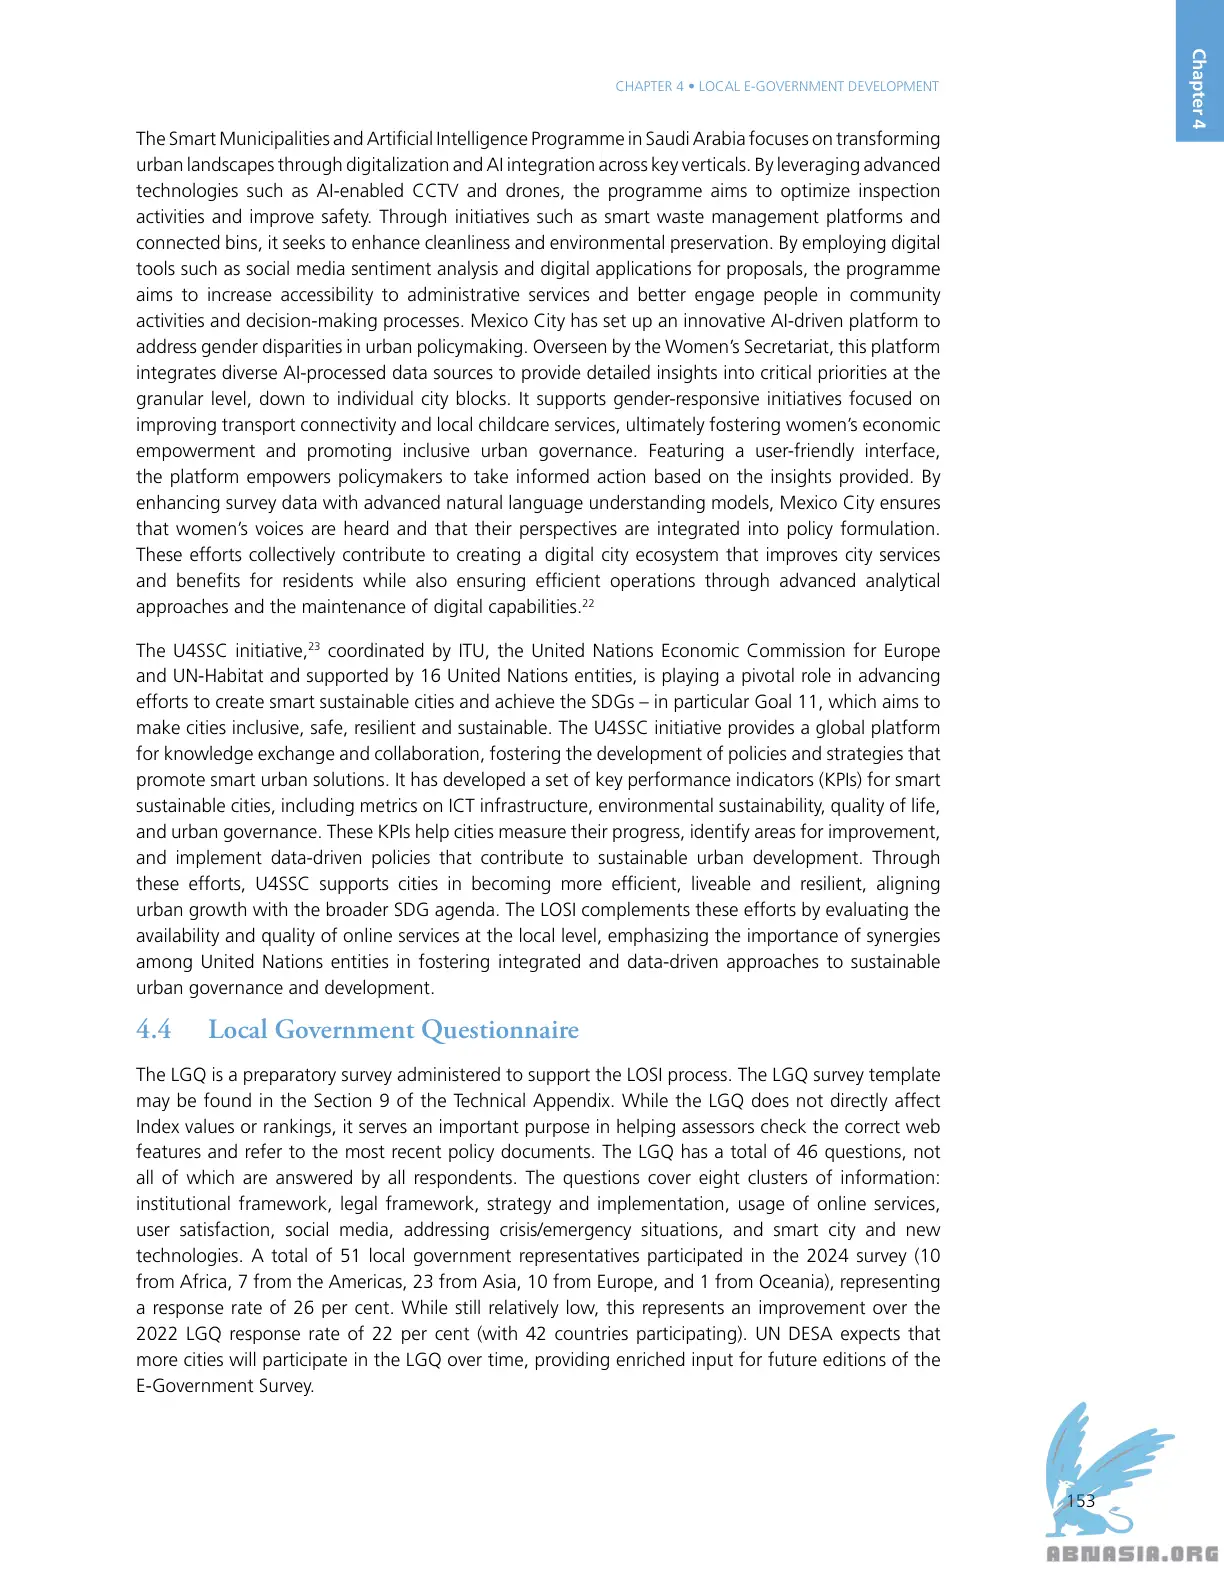 Chapter 4
CHAPTER 4 • LOCAL E-GOVERNMENT DEVELOPMENT
The Smart Municipalities and Artificial Intelligence Programme in Saudi Arabia focuses on transforming
urban landscapes through digitalization and AI integration across key verticals. By leveraging advanced
technologies such as AI-enabled CCTV and drones, the programme aims to optimize inspection
activities and improve safety. Through initiatives such as smart waste management platforms and
connected bins, it seeks to enhance cleanliness and environmental preservation. By employing digital
tools such as social media sentiment analysis and digital applications for proposals, the programme
aims to increase accessibility to administrative services and better engage people in community
activities and decision-making processes. Mexico City has set up an innovative AI-driven platform to
address gender disparities in urban policymaking. Overseen by the Women’s Secretariat, this platform
integrates diverse AI-processed data sources to provide detailed insights into critical priorities at the
granular level, down to individual city blocks. It supports gender-responsive initiatives focused on
improving transport connectivity and local childcare services, ultimately fostering women’s economic
empowerment and promoting inclusive urban governance. Featuring a user-friendly interface,
the platform empowers policymakers to take informed action based on the insights provided. By
enhancing survey data with advanced natural language understanding models, Mexico City ensures
that women’s voices are heard and that their perspectives are integrated into policy formulation.
These efforts collectively contribute to creating a digital city ecosystem that improves city services
and benefits for residents while also ensuring efficient operations through advanced analytical
approaches and the maintenance of digital capabilities.22
The U4SSC initiative,23 coordinated by ITU, the United Nations Economic Commission for Europe
and UN-Habitat and supported by 16 United Nations entities, is playing a pivotal role in advancing
efforts to create smart sustainable cities and achieve the SDGs – in particular Goal 11, which aims to
make cities inclusive, safe, resilient and sustainable. The U4SSC initiative provides a global platform
for knowledge exchange and collaboration, fostering the development of policies and strategies that
promote smart urban solutions. It has developed a set of key performance indicators (KPIs) for smart
sustainable cities, including metrics on ICT infrastructure, environmental sustainability, quality of life,
and urban governance. These KPIs help cities measure their progress, identify areas for improvement,
and implement data-driven policies that contribute to sustainable urban development. Through
these efforts, U4SSC supports cities in becoming more efficient, liveable and resilient, aligning
urban growth with the broader SDG agenda. The LOSI complements these efforts by evaluating the
availability and quality of online services at the local level, emphasizing the importance of synergies
among United Nations entities in fostering integrated and data-driven approaches to sustainable
urban governance and development.
4.4 Local Government Questionnaire
The LGQ is a preparatory survey administered to support the LOSI process. The LGQ survey template
may be found in the Section 9 of the Technical Appendix. While the LGQ does not directly affect
Index values or rankings, it serves an important purpose in helping assessors check the correct web
features and refer to the most recent policy documents. The LGQ has a total of 46 questions, not
all of which are answered by all respondents. The questions cover eight clusters of information:
institutional framework, legal framework, strategy and implementation, usage of online services,
user satisfaction, social media, addressing crisis/emergency situations, and smart city and new
technologies. A total of 51 local government representatives participated in the 2024 survey (10
from Africa, 7 from the Americas, 23 from Asia, 10 from Europe, and 1 from Oceania), representing
a response rate of 26 per cent. While still relatively low, this represents an improvement over the
2022 LGQ response rate of 22 per cent (with 42 countries participating). UN DESA expects that
more cities will participate in the LGQ over time, providing enriched input for future editions of the
E-Government Survey.
153
ABNASIA.ORG